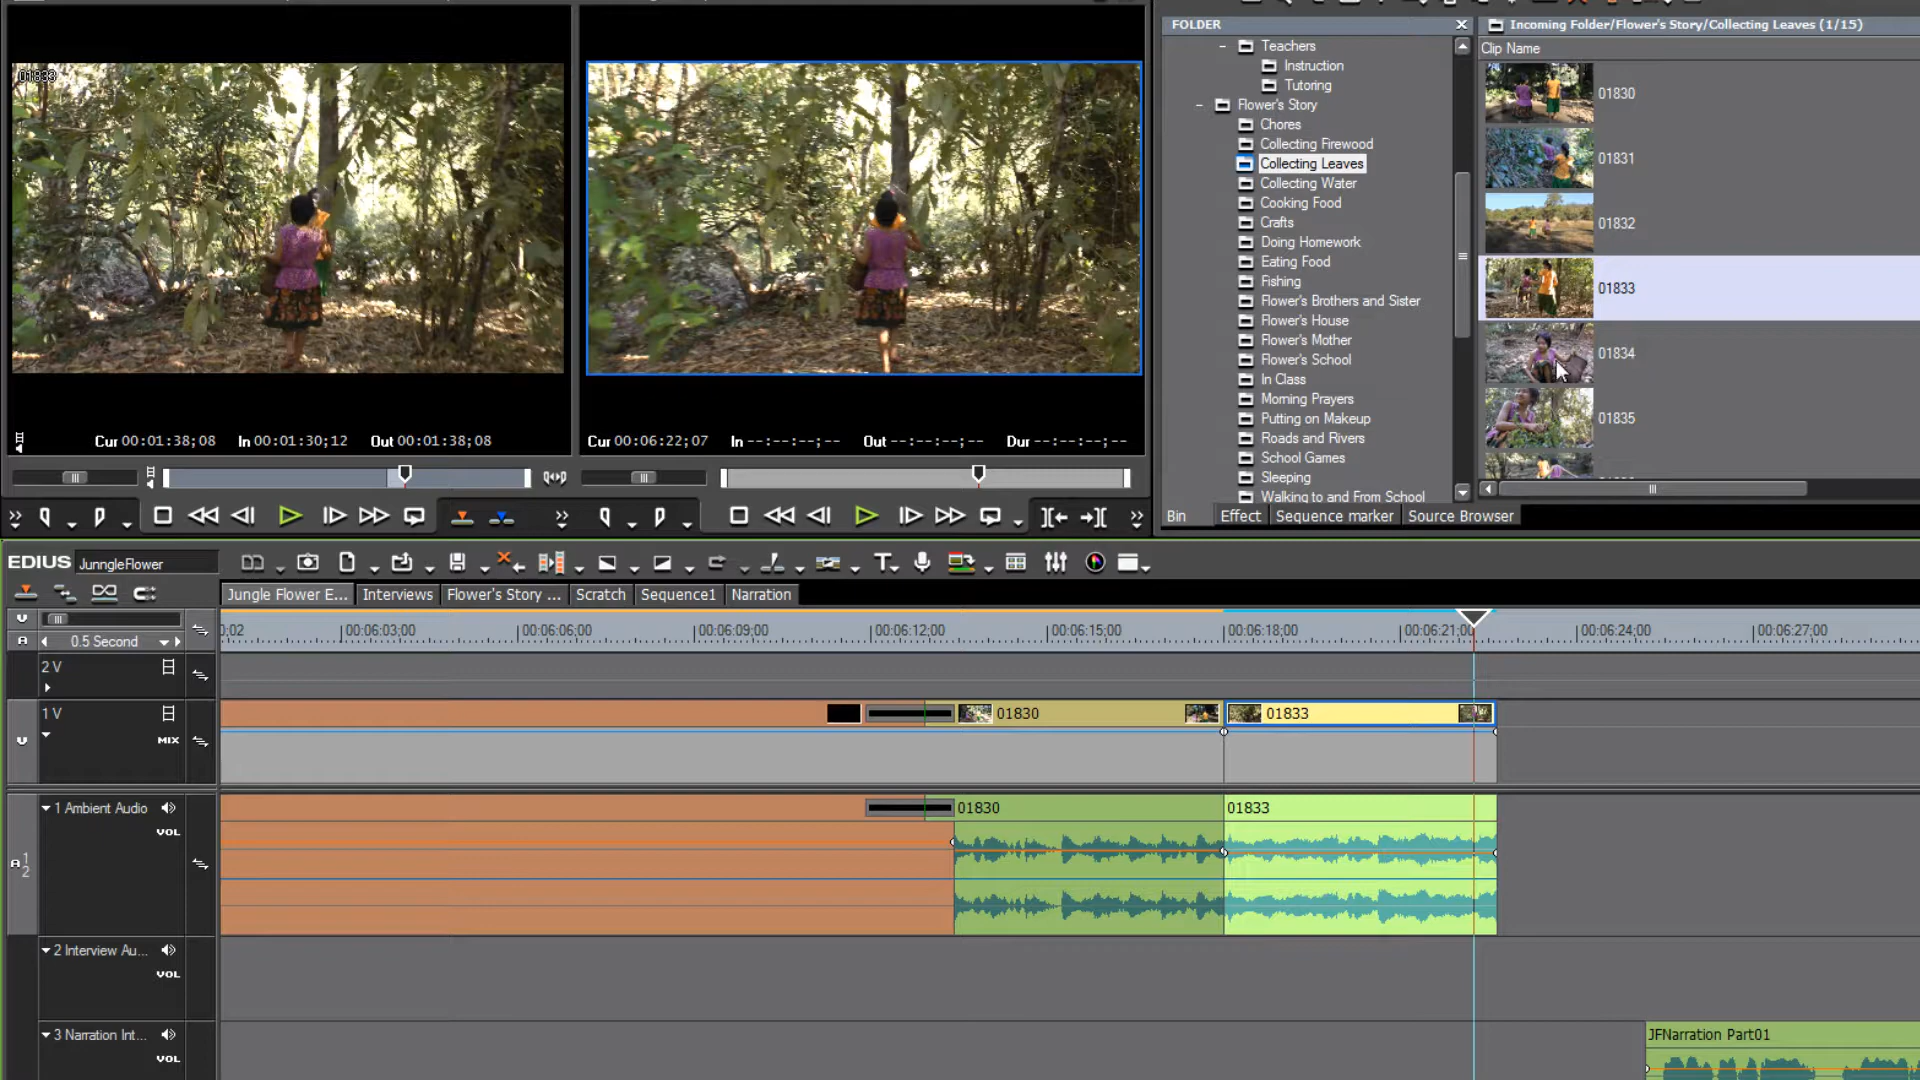 01833
Cur 00:01:38;08 In 00:01:30;12 Out 00:01:38;08
Cur 00:06:22;07 In --:--:--;-- Out --:--:--;-- Dur --:--:--;--
FOLDER
Teachers
Instruction
Tutoring
Flower's Story
Chores
Collecting Firewood
Collecting Leaves
Collecting Water
Cooking Food
Crafts
Doing Homework
Eating Food
Fishing
Flower's Brothers and Sister
Flower's House
Flower's Mother
Flower's School
In Class
Morning Prayers
Putting on Makeup
Roads and Rivers
School Games
Sleeping
Walking to and From School
Bin Effect Sequence marker Source Browser
Incoming Folder/Flower's Story/Collecting Leaves (1/15)
Clip Name
01830
01831
01832
01833
01834
01835
EDIUS JunngleFlower
Jungle Flower E... Interviews Flower's Story ... Scratch Sequence1 Narration
0.5 Second
0;02 00:06:03;00 00:06:06;00 00:06:09;00 00:06:12;00 00:06:15;00 00:06:18;00 00:06:21;00 00:06:24;00 00:06:27;00
V
A
2 V
1 V
V MIX
01830 01833
1 Ambient Audio
VOL
A 1 2
01830 01833
2 Interview Au...
VOL
3 Narration Int...
VOL
JFNarration Part01